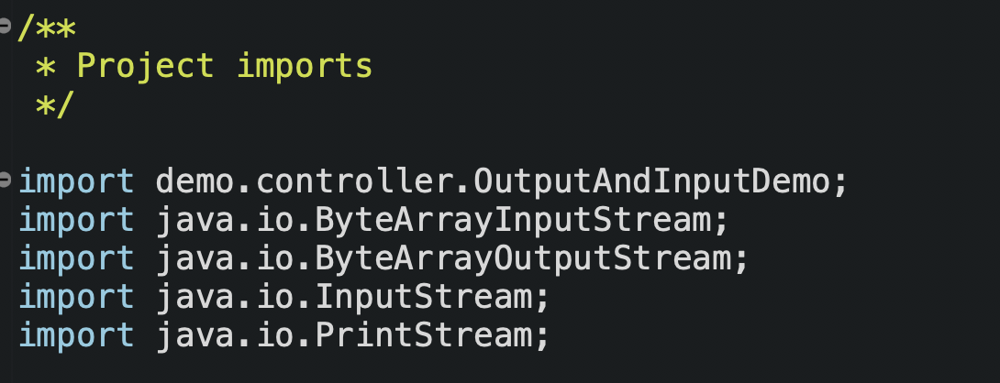 /**
 * Project imports
 */
import demo.controller.OutputAndInputDemo;
import java.io.ByteArrayInputStream;
import java.io.ByteArrayOutputStream;
import java.io.InputStream;
import java.io.PrintStream;